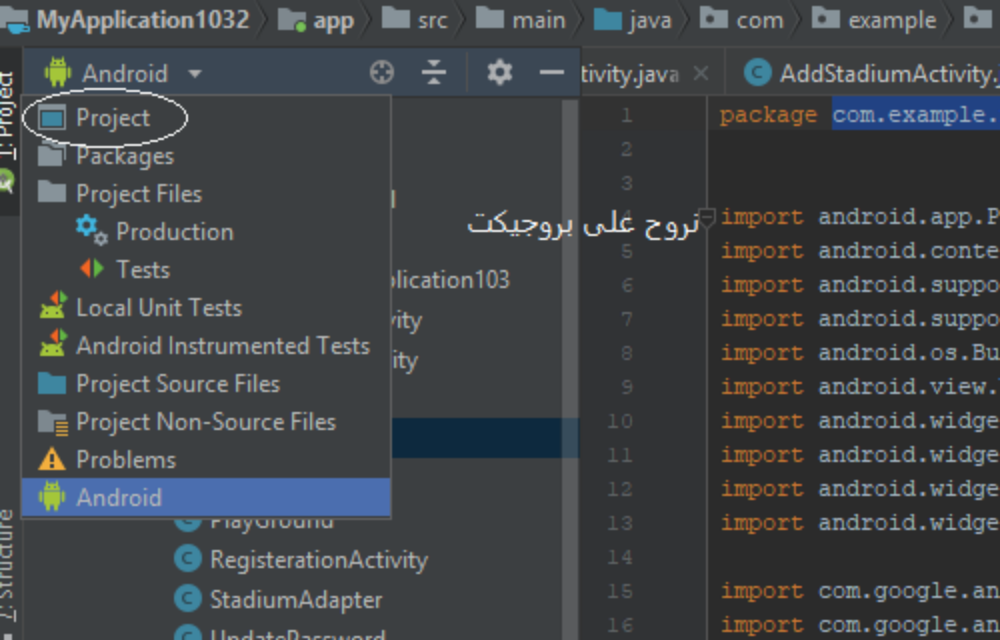 MyApplication1032 app src main java com example
1: Project
Android
tivity.java
AddStadiumActivity.
Project
Packages
Project Files
Production
Tests
Local Unit Tests
Android Instrumented Tests
Project Source Files
Project Non-Source Files
Problems
Android
plication103
vity
ity
PlayGround
RegisterationActivity
StadiumAdapter
UpdatePassword
7: Structure
نروح على بروجيكت
1 package com.example.
2
3
4 import android.app.P
5 import android.conte
6 import android.suppo
7 import android.suppo
8 import android.os.Bu
9 import android.view.
10 import android.widge
11 import android.widge
12 import android.widge
13 import android.widge
14
15 import com.google.an
16 import com.google.an